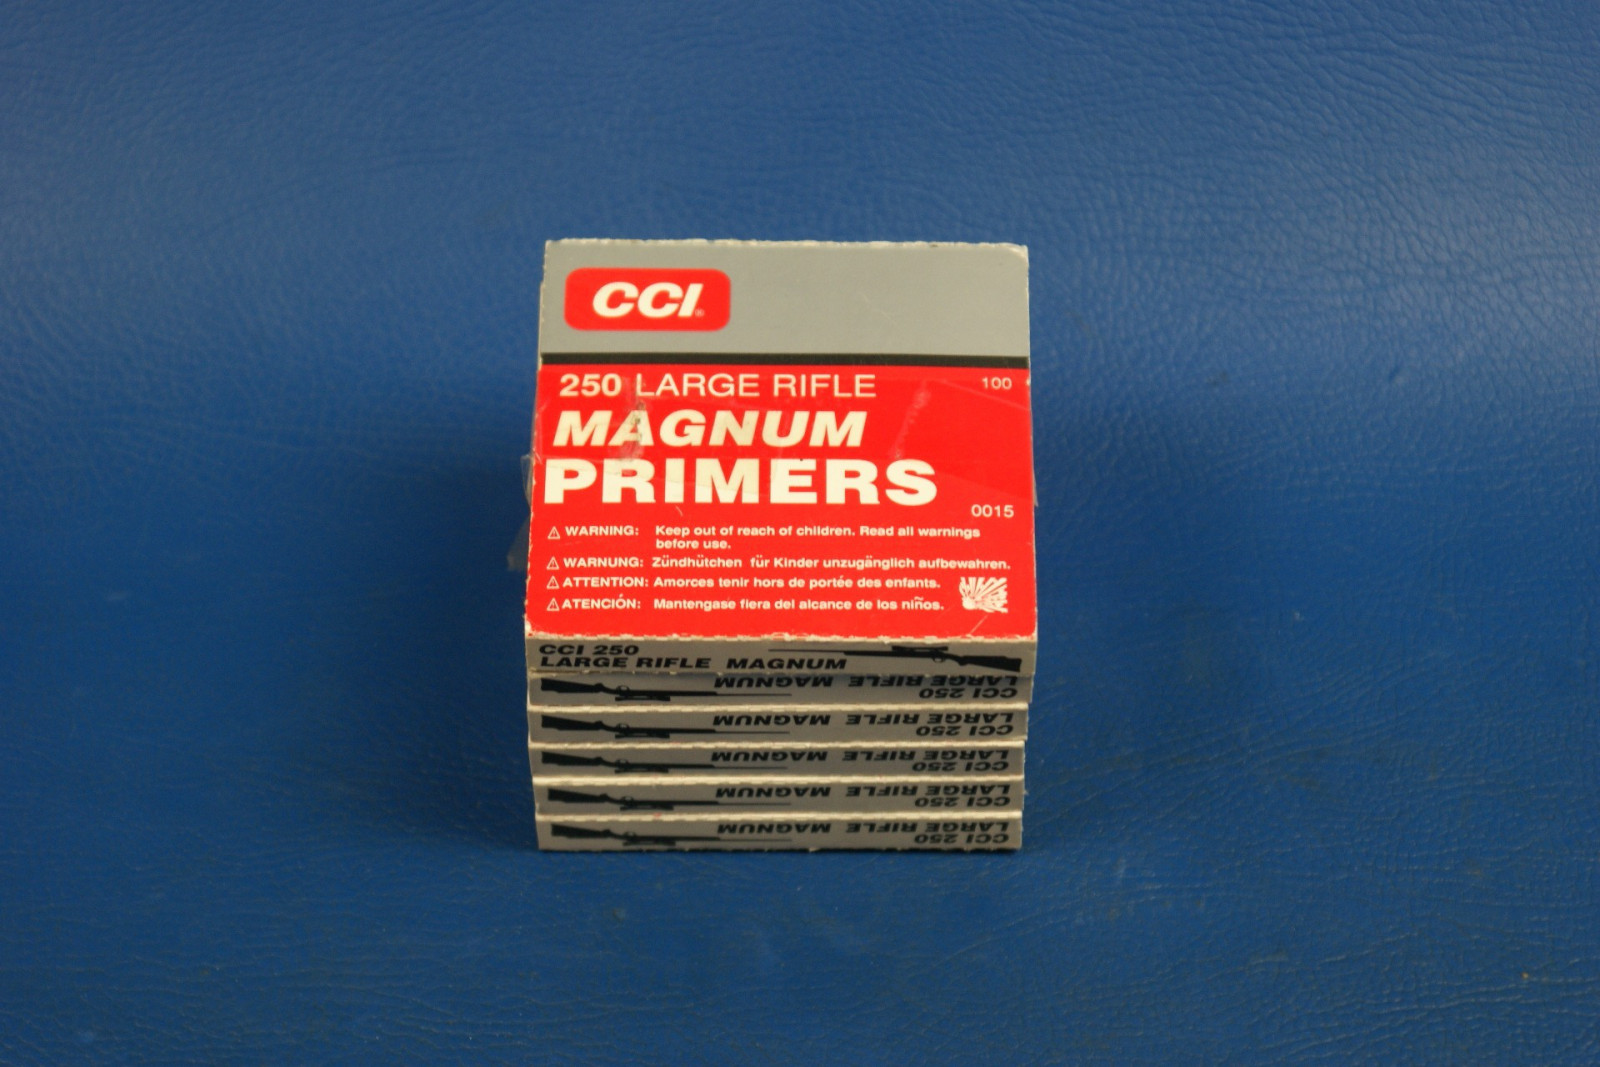 CCI®
250 LARGE RIFLE 100
MAGNUM
PRIMERS
0015
⚠ WARNING: Keep out of reach of children. Read all warnings
before use.
⚠ WARNUNG: Zündhütchen für Kinder unzugänglich aufbewahren.
⚠ ATTENTION: Amorces tenir hors de portée des enfants.
⚠ ATENCIÓN: Mantengase fiera del alcance de los niños.
CCI 250
LARGE RIFLE MAGNUM
CCI 250
LARGE RIFLE MAGNUM
CCI 250
LARGE RIFLE MAGNUM
CCI 250
LARGE RIFLE MAGNUM
CCI 250
LARGE RIFLE MAGNUM
CCI 250
LARGE RIFLE MAGNUM